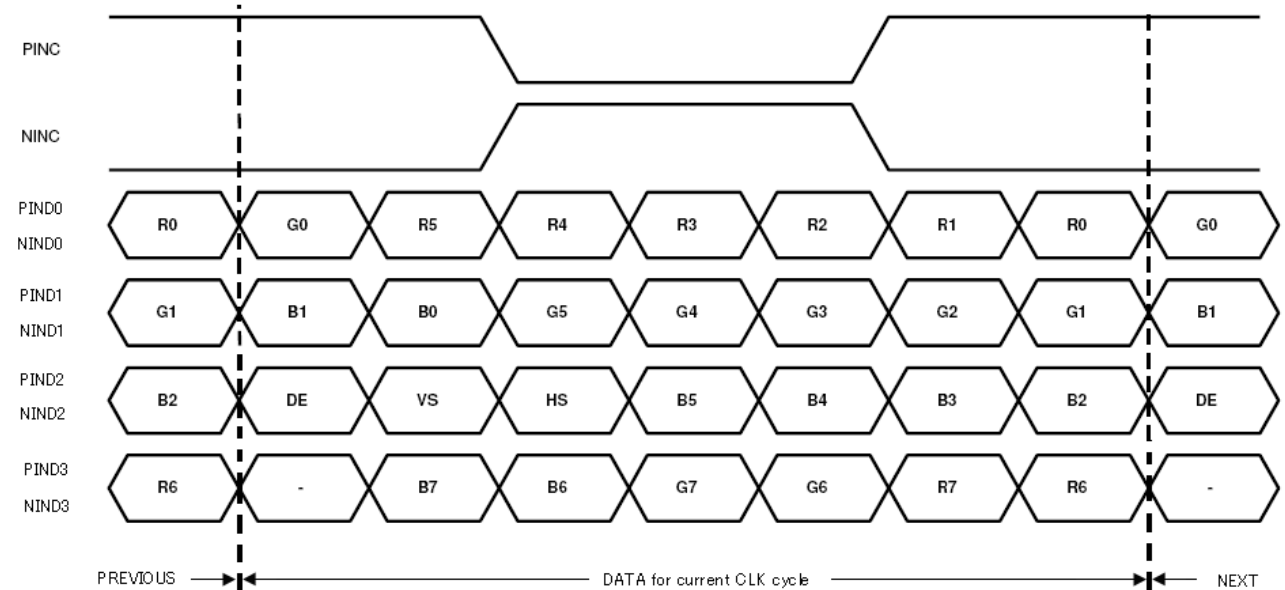 PINC
NINC
PIND0
NIND0
R0 G0 R5 R4 R3 R2 R1 R0 G0
PIND1
NIND1
G1 B1 B0 G5 G4 G3 G2 G1 B1
PIND2
NIND2
B2 DE VS HS B5 B4 B3 B2 DE
PIND3
NIND3
R6 - B7 B6 G7 G6 R7 R6 -
PREVIOUS DATA for current CLK cycle NEXT